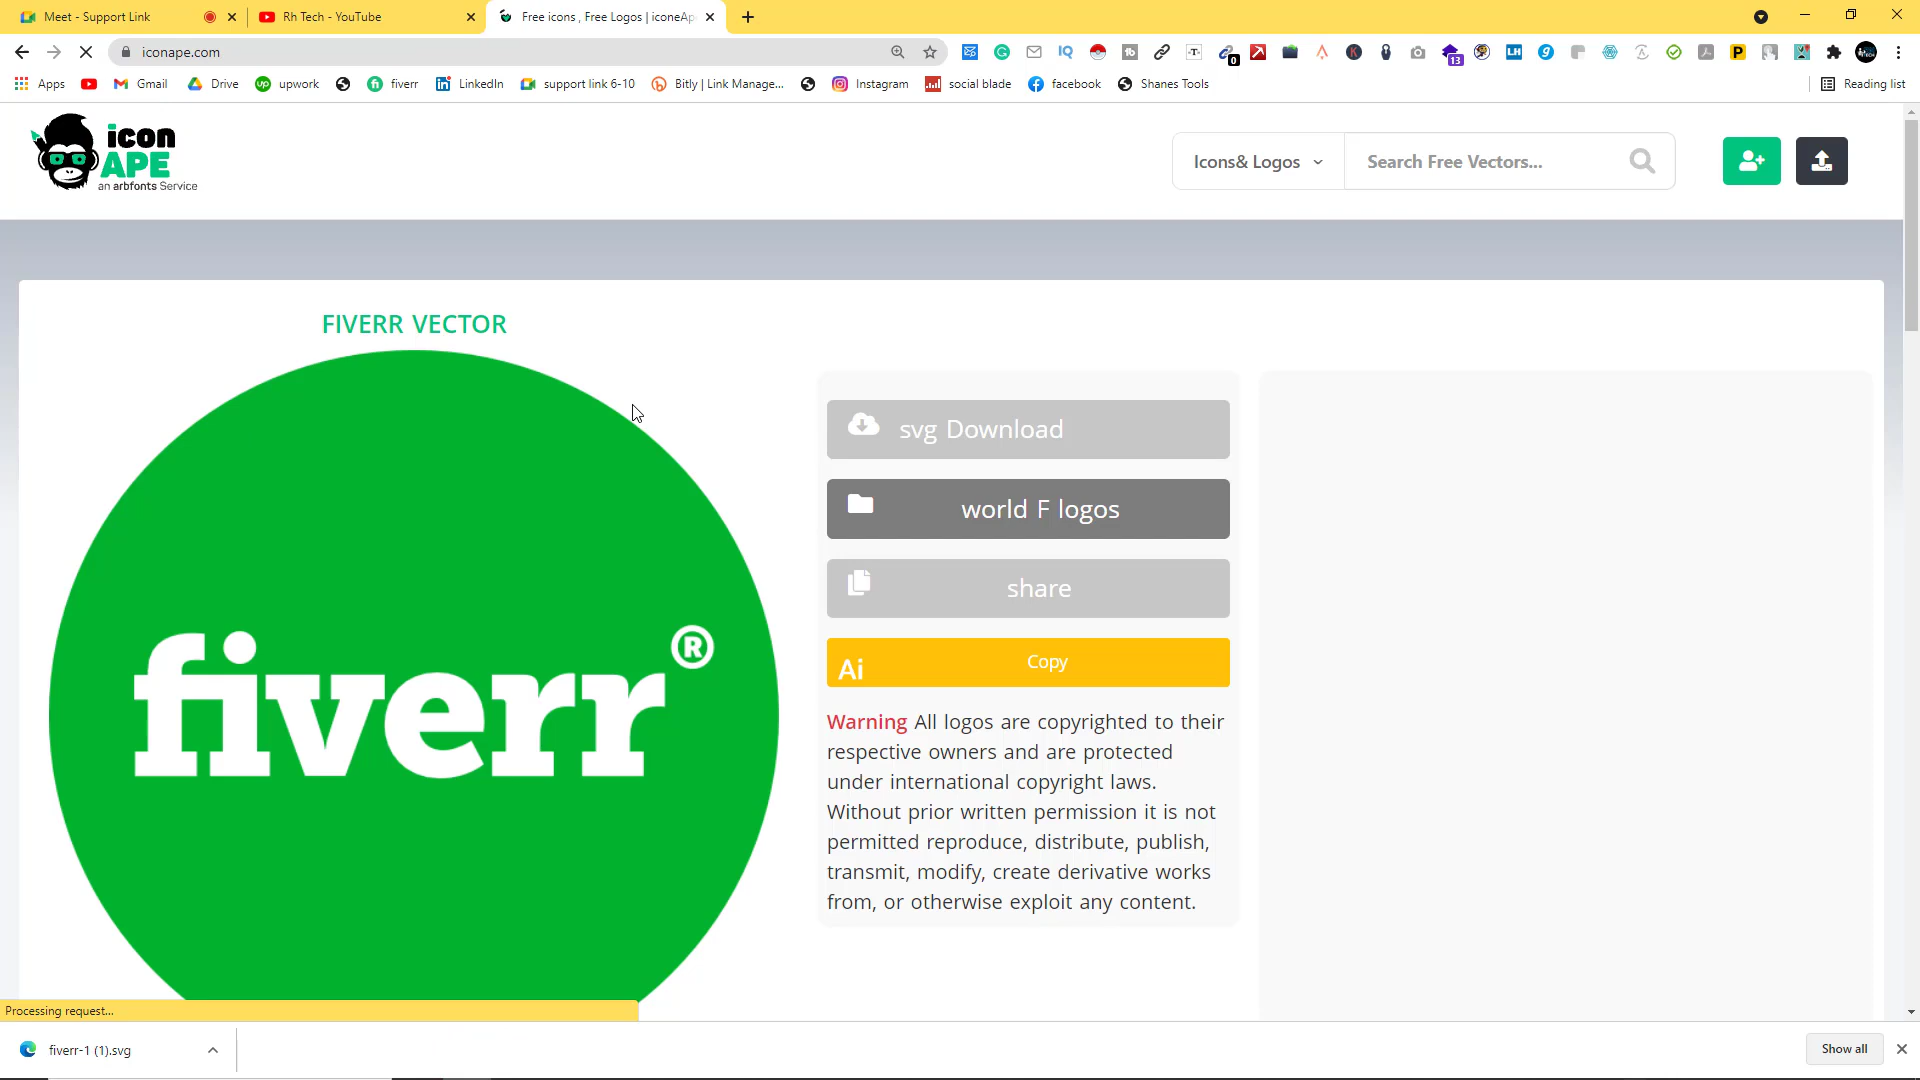 Meet - Support Link
Rh Tech - YouTube
Free icons , Free Logos | iconeAp
iconape.com
0
13
Apps
Gmail
Drive
upwork
fiverr
LinkedIn
support link 6-10
Bitly | Link Manage...
Instagram
social blade
facebook
Shanes Tools
Reading list
icon
APE
an arbfonts Service
Icons& Logos
Search Free Vectors...
FIVERR VECTOR
fiverr®
svg Download
world F logos
share
Ai
Copy
Warning All logos are copyrighted to their
respective owners and are protected
under international copyright laws.
Without prior written permission it is not
permitted reproduce, distribute, publish,
transmit, modify, create derivative works
from, or otherwise exploit any content.
Processing request...
fiverr-1 (1).svg
Show all